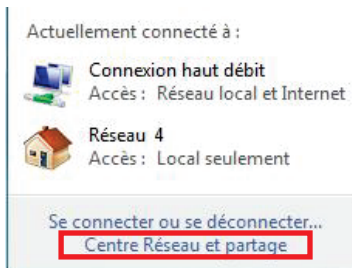 Actuellement connecté à :
Connexion haut débit
Accès : Réseau local et Internet
Réseau 4
Accès : Local seulement
Se connecter ou se déconnecter...
Centre Réseau et partage